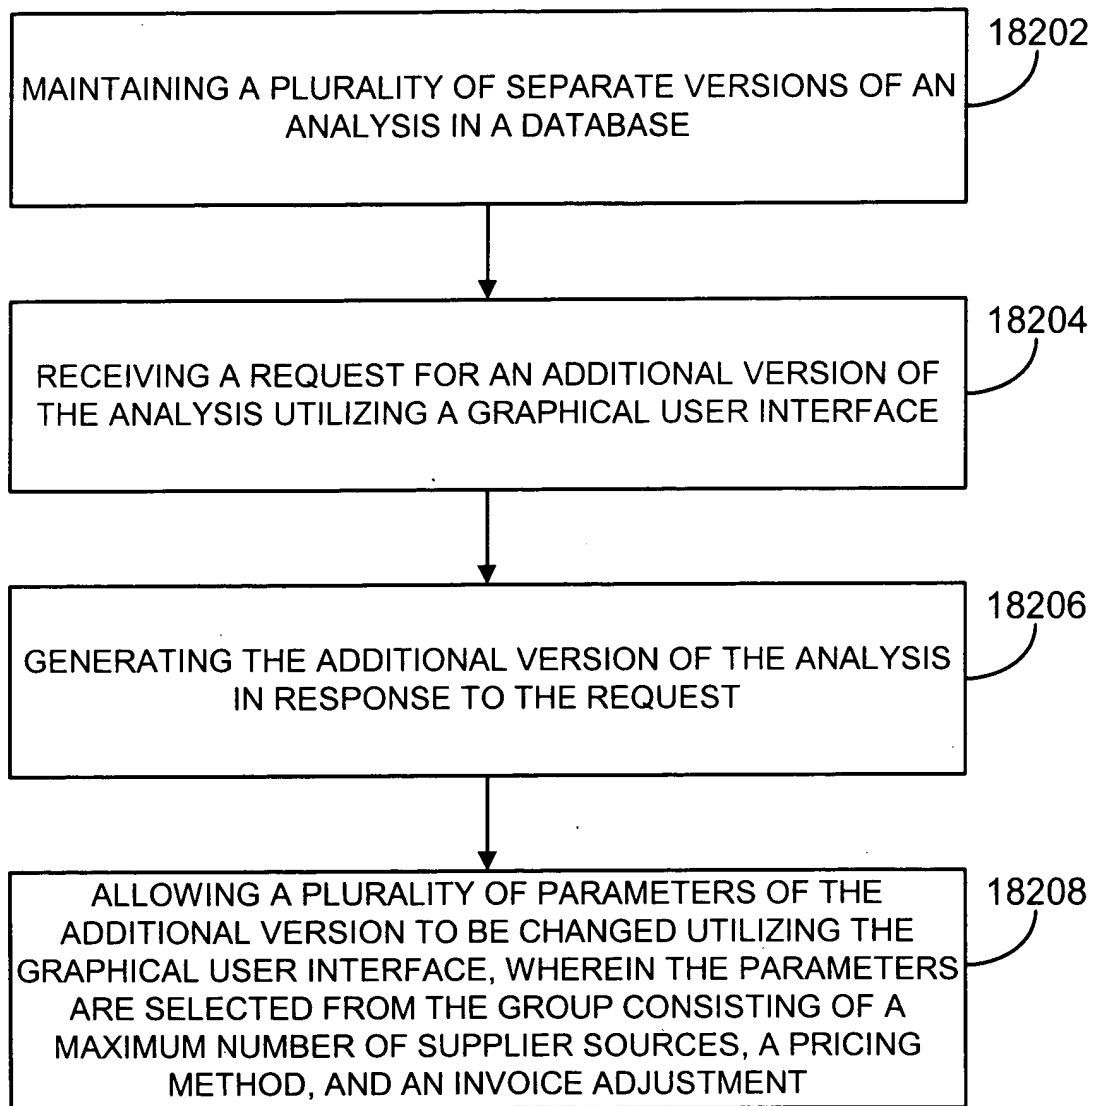 18202
MAINTAINING A PLURALITY OF SEPARATE VERSIONS OF AN
ANALYSIS IN A DATABASE
18204
RECEIVING A REQUEST FOR AN ADDITIONAL VERSION OF
THE ANALYSIS UTILIZING A GRAPHICAL USER INTERFACE
18206
GENERATING THE ADDITIONAL VERSION OF THE ANALYSIS
IN RESPONSE TO THE REQUEST
18208
ALLOWING A PLURALITY OF PARAMETERS OF THE
ADDITIONAL VERSION TO BE CHANGED UTILIZING THE
GRAPHICAL USER INTERFACE, WHEREIN THE PARAMETERS
ARE SELECTED FROM THE GROUP CONSISTING OF A
MAXIMUM NUMBER OF SUPPLIER SOURCES, A PRICING
METHOD, AND AN INVOICE ADJUSTMENT